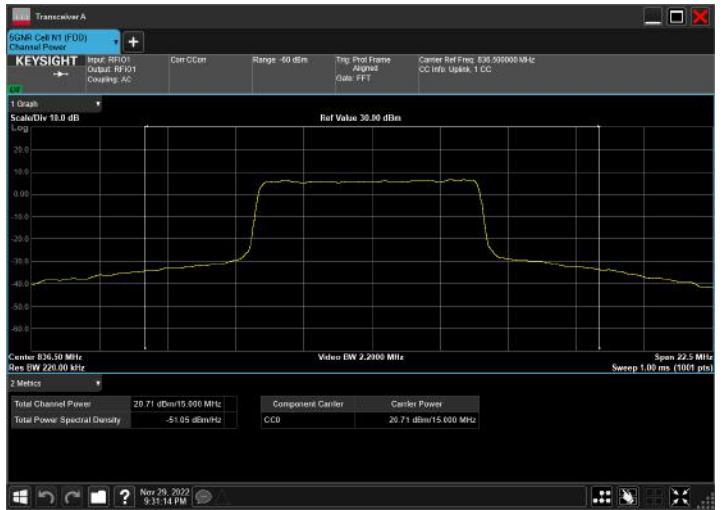 Transceiver A
5GNR Cell N1 (FDD)
Channel Power
KEYSIGHT
Input: RFIO1
Output: RFIO1
Coupling: AC
Corr CCorr
Range: -60 dBm
Trig: Prot Frame
Aligned
Gate: FFT
Carrier Ref Freq: 836.500000 MHz
CC Info: Uplink, 1 CC
1 Graph
Scale/Div 10.0 dB
Ref Value 30.00 dBm
Log
20.0
10.0
0.00
-10.0
-20.0
-30.0
-40.0
-50.0
-60.0
Center 836.50 MHz
Video BW 2.2000 MHz
Span 22.5 MHz
Res BW 220.00 kHz
Sweep 1.00 ms (1001 pts)
2 Metrics
Total Channel Power 20.71 dBm/15.000 MHz
Total Power Spectral Density -51.05 dBm/Hz
Component Carrier Carrier Power
CC0 20.71 dBm/15.000 MHz
Nov 29, 2022
9:31:14 PM